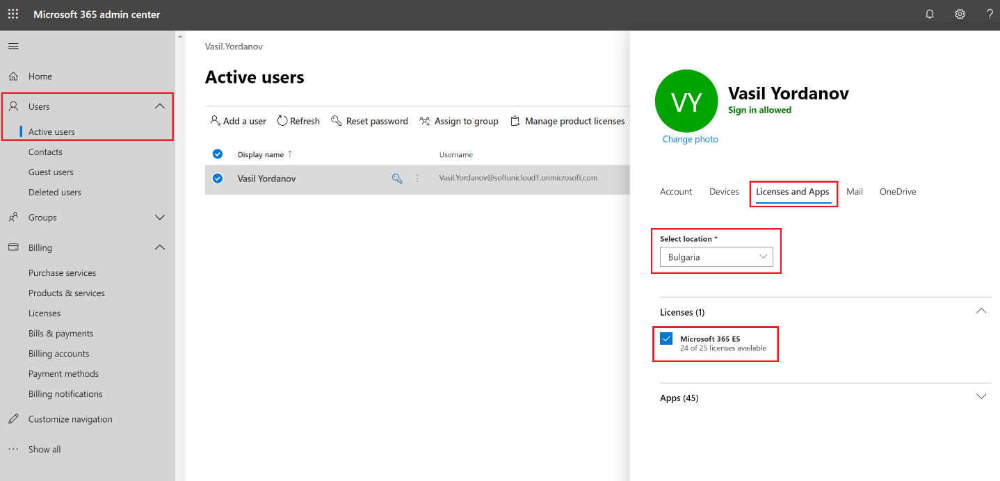 Microsoft 365 admin center
?
Home
Users
Active users
Contacts
Guest users
Deleted users
Groups
Billing
Purchase services
Products & services
Licenses
Bills & payments
Billing accounts
Payment methods
Billing notifications
Customize navigation
Show all
Vasil.Yordanov
Active users
Add a user Refresh Reset password Assign to group Manage product licenses
Display name ↑ Username
Vasil Yordanov Vasil.Yordanov@softunicloud1.onmicrosoft.com
VY
Vasil Yordanov
Sign in allowed
Change photo
Account Devices Licenses and Apps Mail OneDrive
Select location *
Bulgaria
Licenses (1)
Microsoft 365 E5
24 of 25 licenses available
Apps (45)